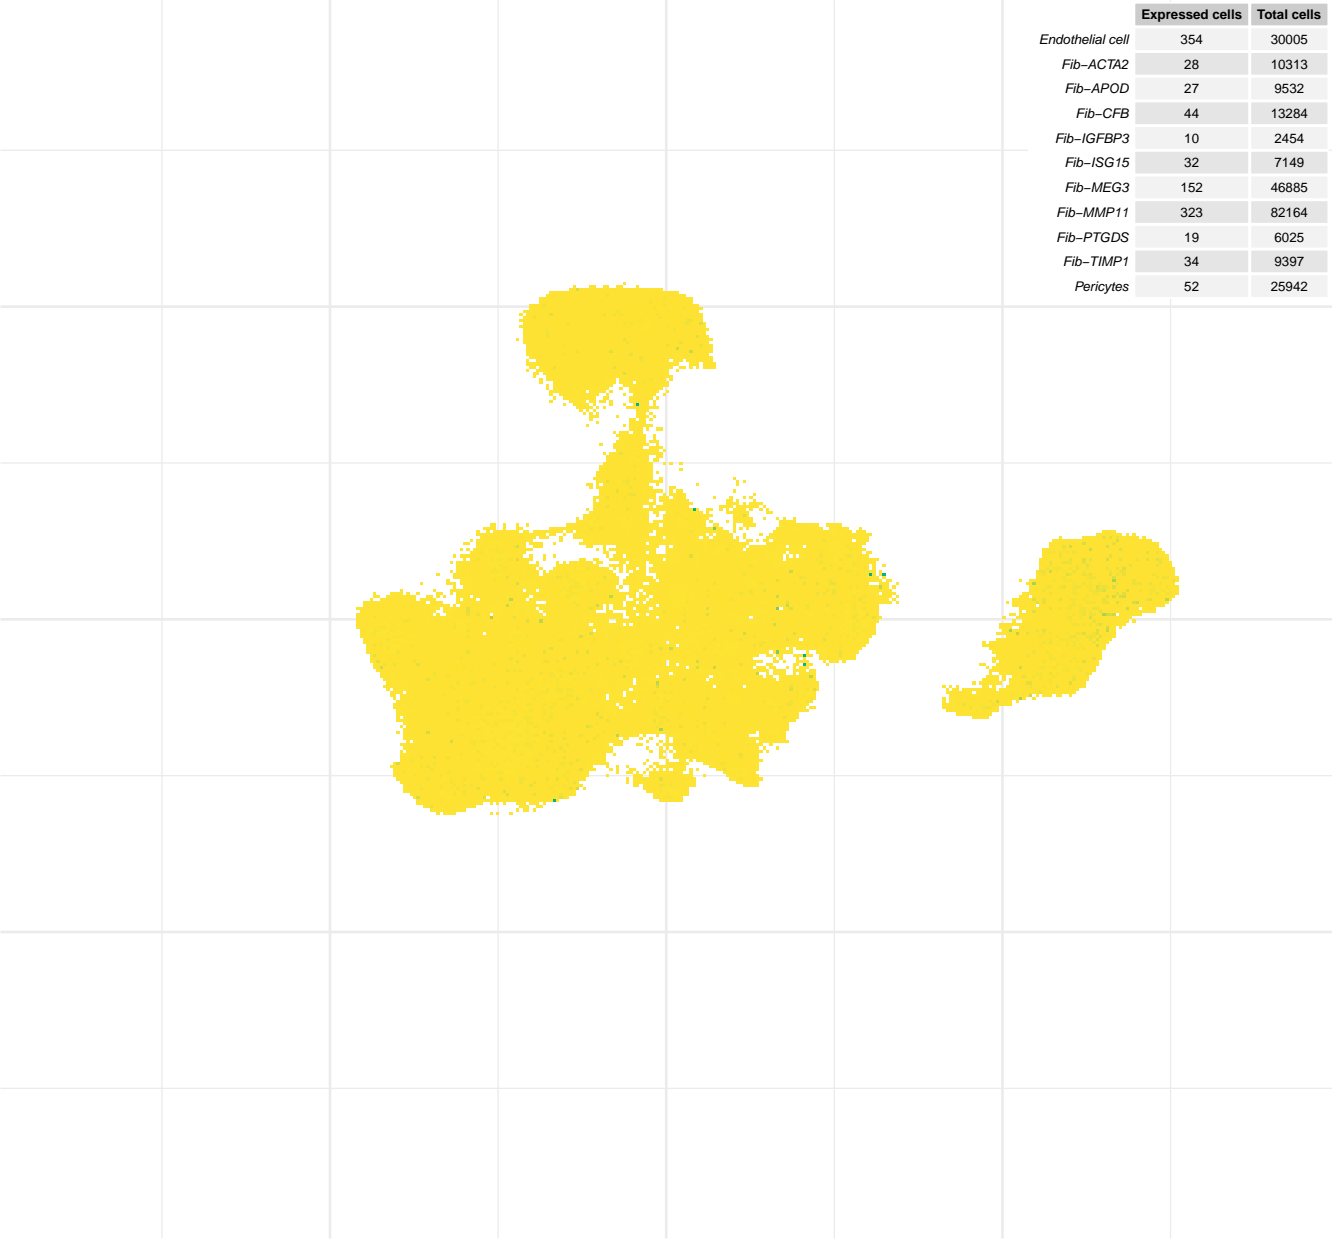 Expressed cells Total cells
Endothelial cell 354 30005
Fib−ACTA2 28 10313
Fib−APOD 27 9532
Fib−CFB 44 13284
Fib−IGFBP3 10 2454
Fib−ISG15 32 7149
Fib−MEG3 152 46885
Fib−MMP11 323 82164
Fib−PTGDS 19 6025
Fib−TIMP1 34 9397
Pericytes 52 25942